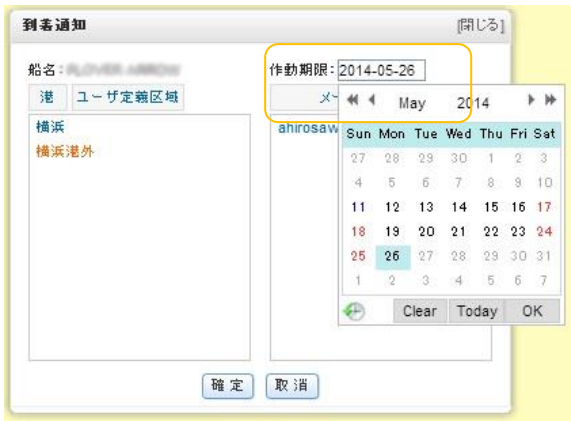 到着通知 [閉じる]
船名: 作動期限: 2014-05-26
港 ユーザ定義区域 メ
横浜
横浜港外
ahirosaw
May 2014
Sun Mon Tue Wed Thu Fri Sat
27 28 29 30 1 2 3
4 5 6 7 8 9 10
11 12 13 14 15 16 17
18 19 20 21 22 23 24
25 26 27 28 29 30 31
1 2 3 4 5 6 7
Clear Today OK
確定 取消